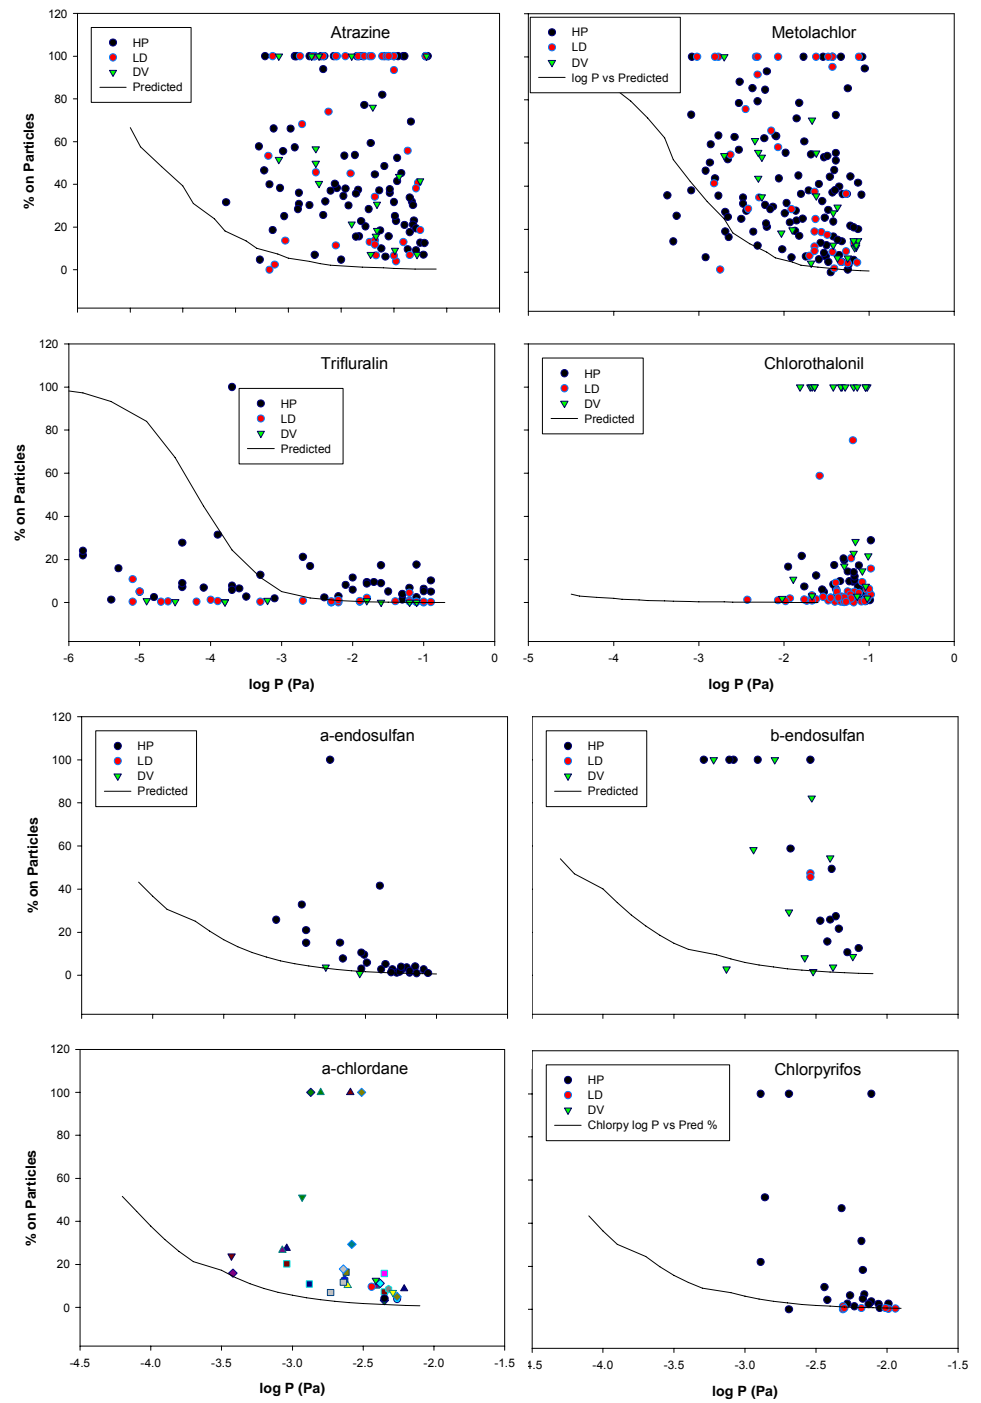 Atrazine
HP
LD
DV
Predicted
% on Particles
120
100
80
60
40
20
0
Metolachlor
HP
LD
DV
log P vs Predicted
Trifluralin
HP
LD
DV
Predicted
% on Particles
120
100
80
60
40
20
0
-6 -5 -4 -3 -2 -1 0
log P (Pa)
Chlorothalonil
HP
LD
DV
Predicted
-5 -4 -3 -2 -1 0
log P (Pa)
a-endosulfan
HP
LD
DV
Predicted
% on Particles
120
100
80
60
40
20
0
b-endosulfan
HP
LD
DV
Predicted
a-chlordane
% on Particles
120
100
80
60
40
20
0
-4.5 -4.0 -3.5 -3.0 -2.5 -2.0 -1.5
log P (Pa)
Chlorpyrifos
HP
LD
DV
Chlorpy log P vs Pred %
4.5 -4.0 -3.5 -3.0 -2.5 -2.0 -1.5
log P (Pa)